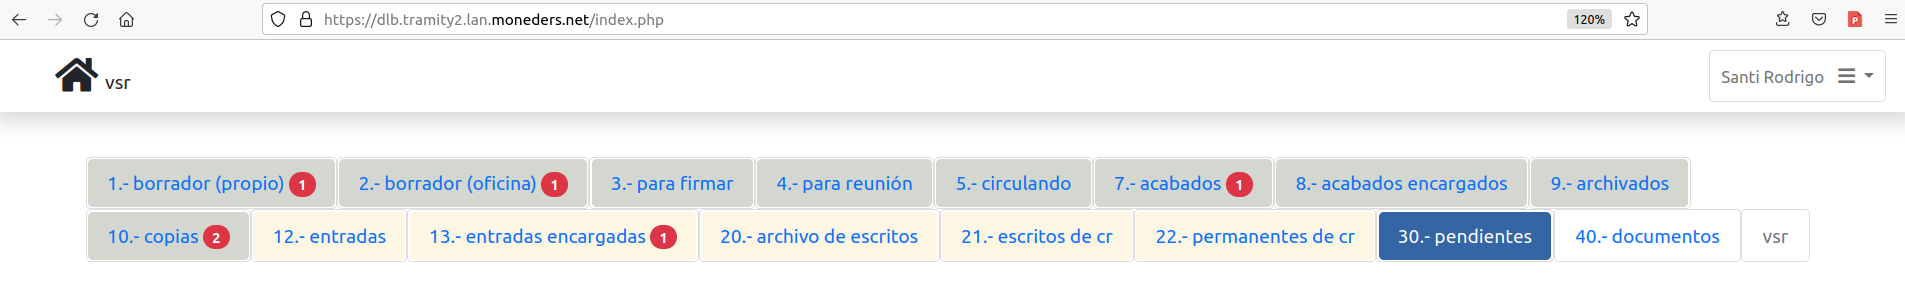 https://dlb.tramity2.lan.moneders.net/index.php 120%
vsr Santi Rodrigo
1.- borrador (propio) 1 2.- borrador (oficina) 1 3.- para firmar 4.- para reunión 5.- circulando 7.- acabados 1 8.- acabados encargados 9.- archivados
10.- copias 2 12.- entradas 13.- entradas encargadas 1 20.- archivo de escritos 21.- escritos de cr 22.- permanentes de cr 30.- pendientes 40.- documentos vsr